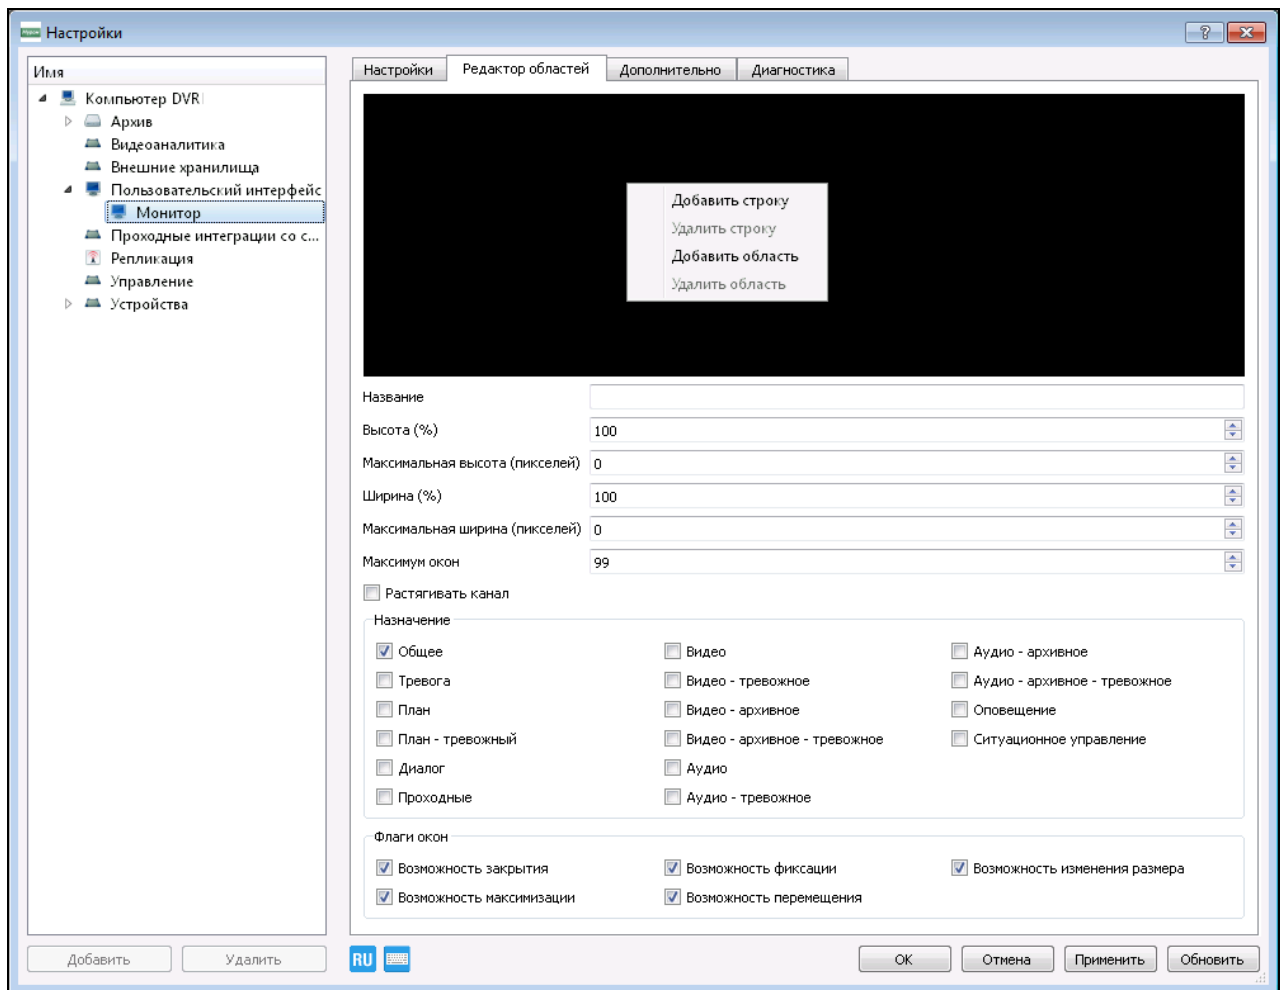 Настройки
Имя
Компьютер DVR
Архив
Видеоаналитика
Внешние хранилища
Пользовательский интерфейс
Монитор
Проходные интеграции со с...
Репликация
Управление
Устройства
Настройки Редактор областей Дополнительно Диагностика
Добавить строку
Удалить строку
Добавить область
Удалить область
Название
Высота (%) 100
Максимальная высота (пикселей) 0
Ширина (%) 100
Максимальная ширина (пикселей) 0
Максимум окон 99
Растягивать канал
Назначение
Общее Видео Аудио - архивное
Тревога Видео - тревожное Аудио - архивное - тревожное
План Видео - архивное Оповещение
План - тревожный Видео - архивное - тревожное Ситуационное управление
Диалог Аудио
Проходные Аудио - тревожное
Флаги окон
Возможность закрытия Возможность фиксации Возможность изменения размера
Возможность максимизации Возможность перемещения
Добавить Удалить RU OK Отмена Применить Обновить